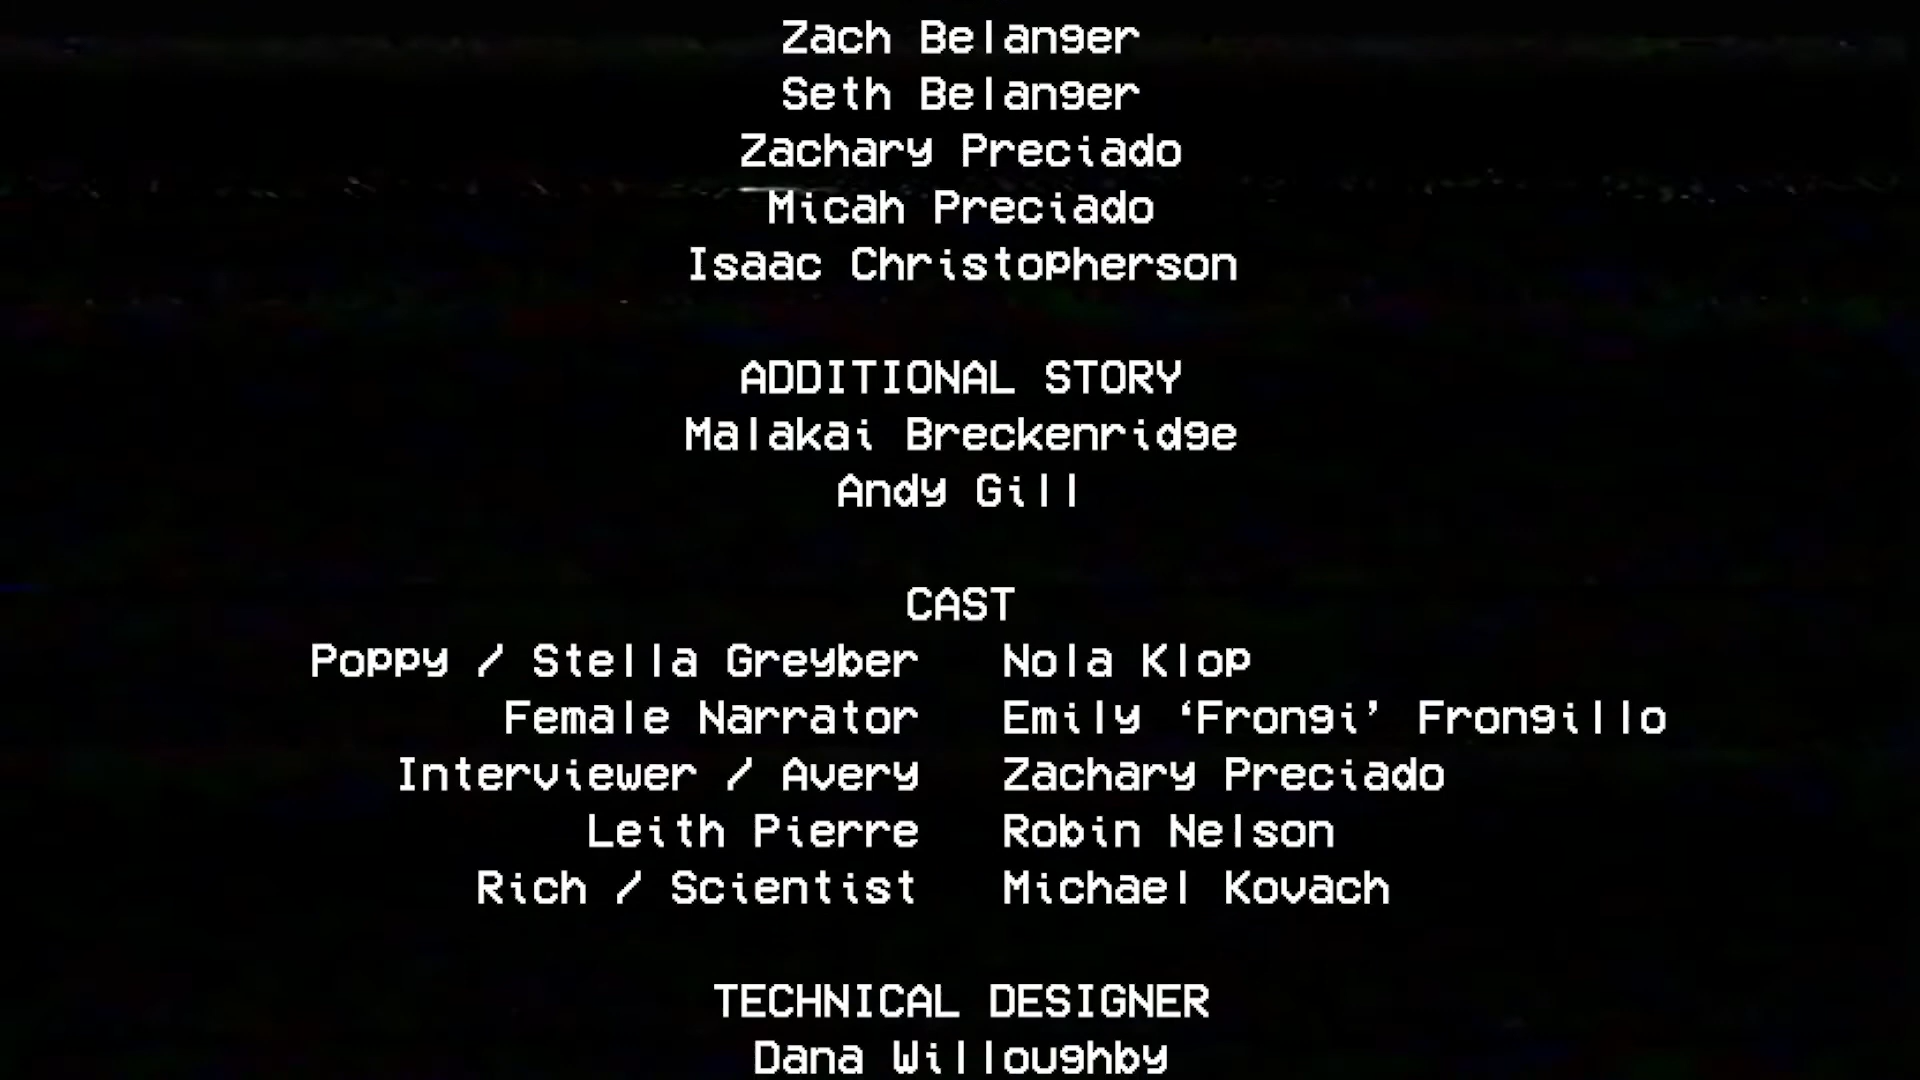 Zach Belanger
Seth Belanger
Zachary Preciado
Micah Preciado
Isaac Christopherson
ADDITIONAL STORY
Malakai Breckenridge
Andy Gill
CAST
Poppy / Stella Greyber Nola Klop
Female Narrator Emily ‘Frongi’ Frongillo
Interviewer / Avery Zachary Preciado
Leith Pierre Robin Nelson
Rich / Scientist Michael Kovach
TECHNICAL DESIGNER
Dana Willoughby